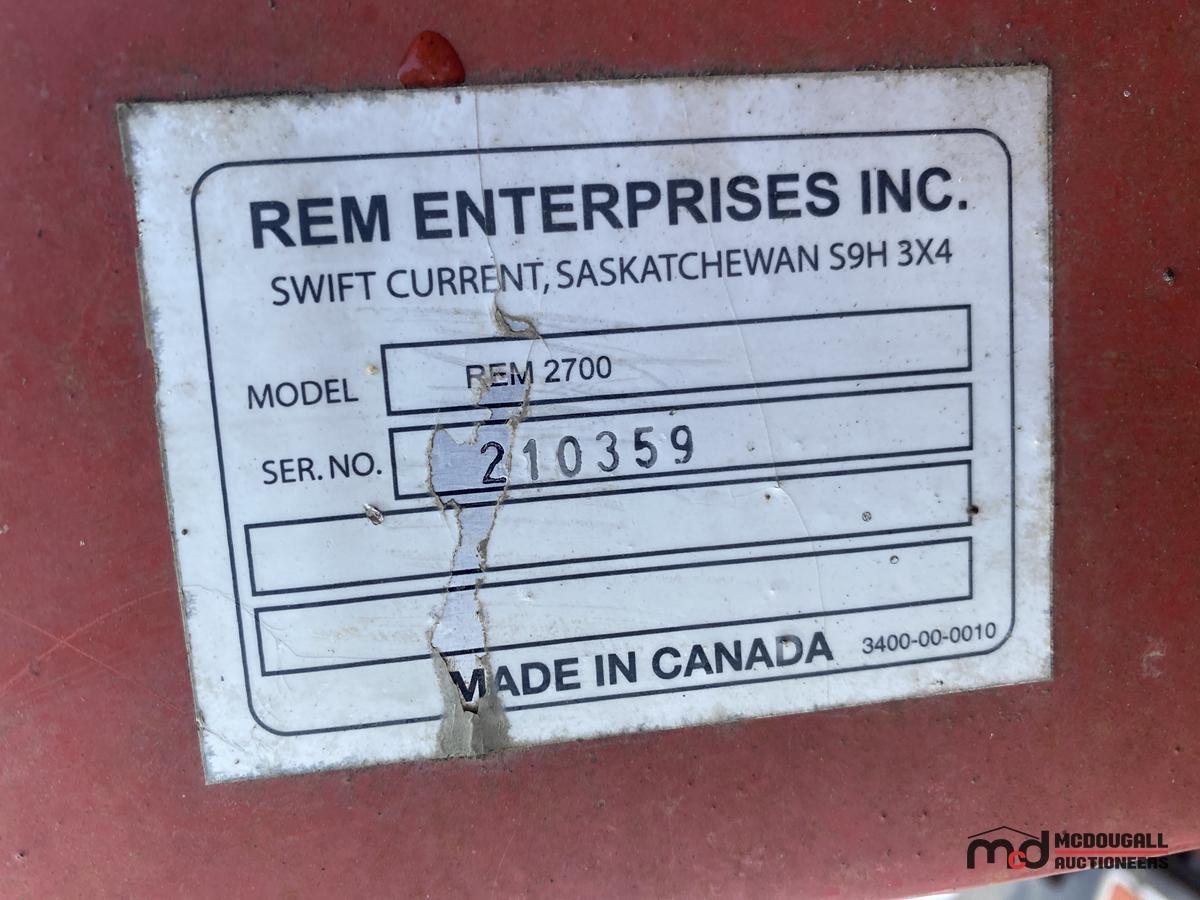 REM ENTERPRISES INC.
SWIFT CURRENT, SASKATCHEWAN S9H 3X4
MODEL REM 2700
SER. NO. 210359
MADE IN CANADA 3400-00-0010
mcd MCDOUGALL
AUCTIONEERS